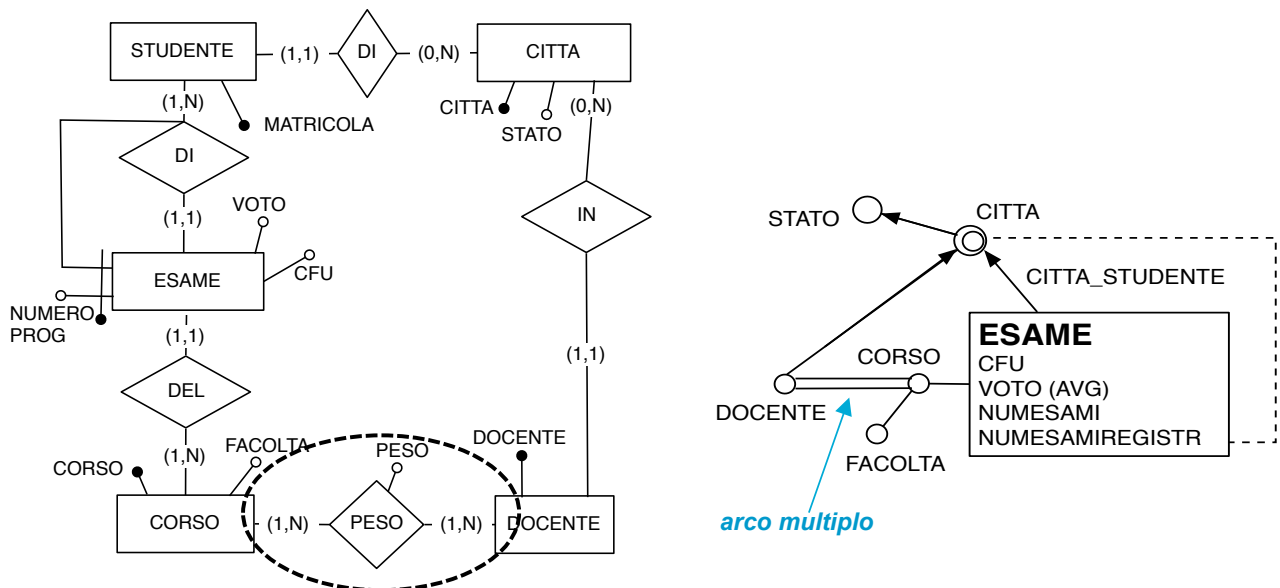 STUDENTE
(1,1)
DI
(0,N)
CITTA
(1,N)
MATRICOLA
CITTA
STATO
(0,N)
DI
(1,1)
VOTO
IN
ESAME
CFU
NUMERO
PROG
(1,1)
(1,1)
DEL
(1,N)
FACOLTA
PESO
DOCENTE
CORSO
CORSO
(1,N)
PESO
(1,N)
DOCENTE
STATO
CITTA
CITTA_STUDENTE
ESAME
CFU
VOTO (AVG)
NUMESAMI
NUMESAMIREGISTR
CORSO
DOCENTE
FACOLTA
arco multiplo